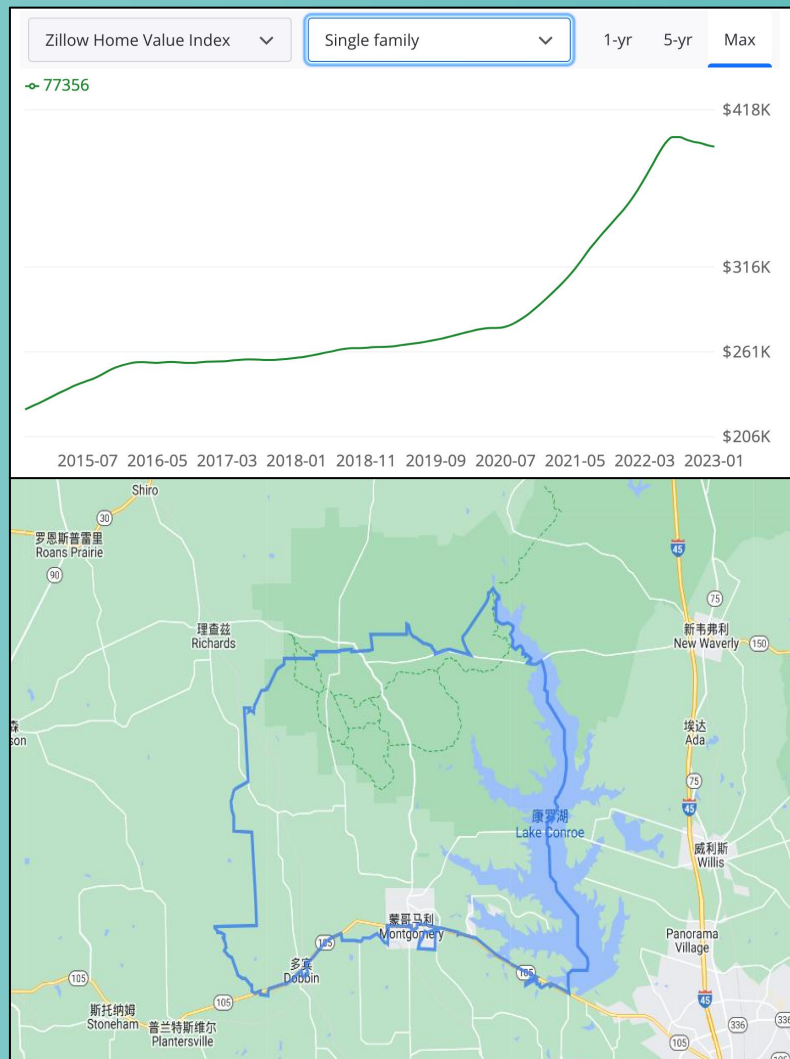 Zillow Home Value Index
Single family
1-yr
5-yr
Max
77356
$418K
$316K
$261K
$206K
2015-07 2016-05 2017-03 2018-01 2018-11 2019-09 2020-07 2021-05 2022-03 2023-01
Shiro
30
罗恩斯普雷里
Roans Prairie
90
45
75
理查兹
Richards
新韦弗利
New Waverly
150
森
son
埃达
Ada
75
45
康罗湖
Lake Conroe
威利斯
Willis
蒙哥马利
Montgomery
Panorama
Village
105
多宾
Dobbin
105
105
105
斯托纳姆
Stoneham
普兰特斯维尔
Plantersville
45
336
336
105